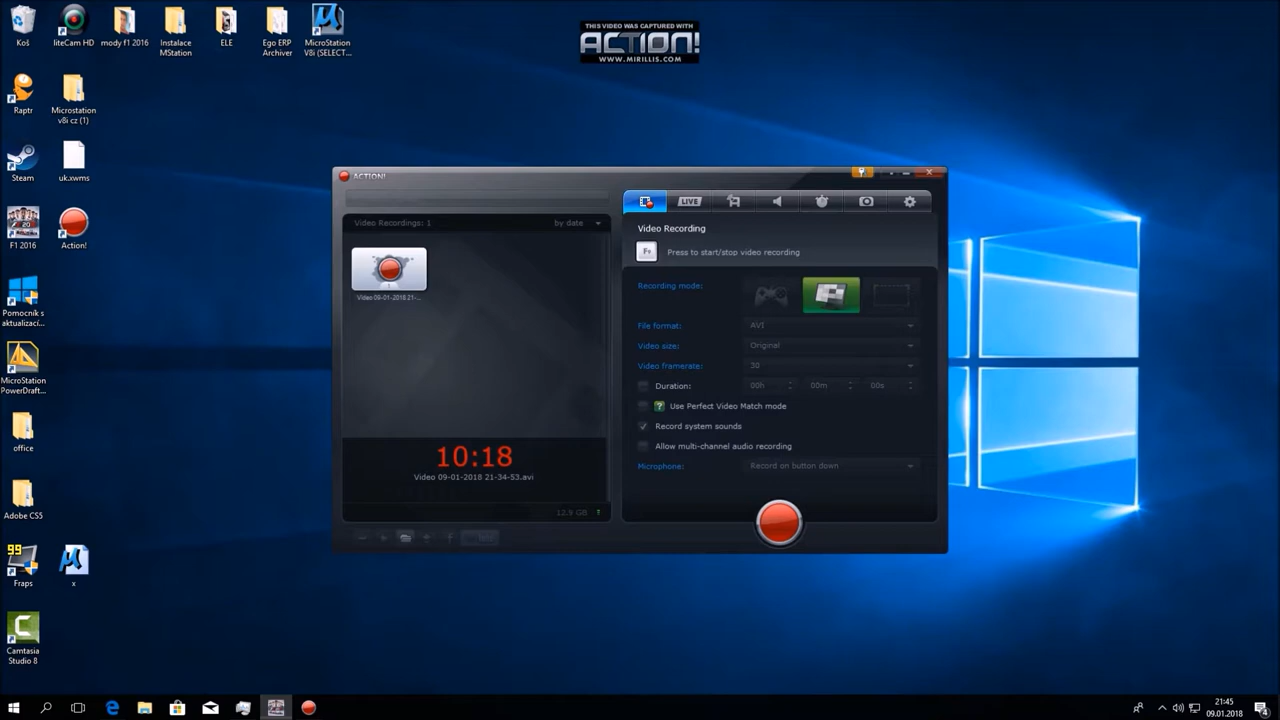 Koš
liteCam HD
mody f1 2016
Instalace
MStation
ELE
Ego ERP
Archiver
MicroStation
V8i (SELECT...
THIS VIDEO WAS CAPTURED WITH
ACTION!
WWW.MIRILLIS.COM
Raptr
Microstation
v8i cz (1)
Steam
uk.xwms
F1 2016
Action!
Pomocník s
aktualizací...
MicroStation
PowerDraft...
office
Adobe CS5
99
Fraps
x
Camtasia
Studio 8
ACTION!
LIVE
Video Recordings: 1
by date
Video 09-01-2018 21-...
10:18
Video 09-01-2018 21-34-53.avi
12.9 GB
Video Recording
F9
Press to start/stop video recording
Recording mode:
File format:
AVI
Video size:
Original
Video framerate:
30
Duration:
00h
00m
00s
? Use Perfect Video Match mode
Record system sounds
Allow multi-channel audio recording
Microphone:
Record on button down
21:45
09.01.2018
4